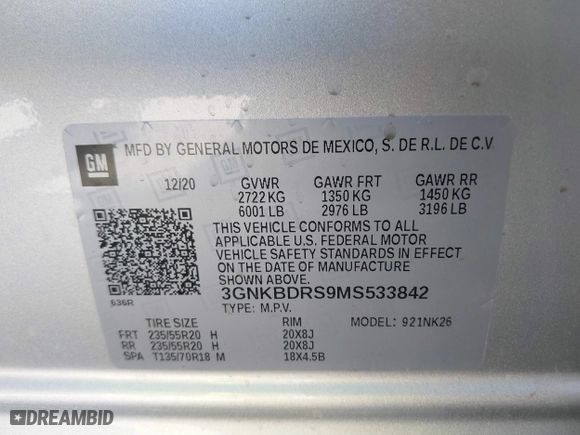 GM
MFD BY GENERAL MOTORS DE MEXICO, S. DE R.L. DE C.V.
12/20 GVWR GAWR FRT GAWR RR
2722 KG 1350 KG 1450 KG
6001 LB 2976 LB 3196 LB
THIS VEHICLE CONFORMS TO ALL
APPLICABLE U.S. FEDERAL MOTOR
VEHICLE SAFETY STANDARDS IN EFFECT
ON THE DATE OF MANUFACTURE
SHOWN ABOVE.
3GNKBDRS9MS533842
636R
TYPE: M.P.V.
TIRE SIZE RIM MODEL: 921NK26
FRT 235/55R20 H 20X8J
RR 235/55R20 H 20X8J
SPA T135/70R18 M 18X4.5B
DREAMBID